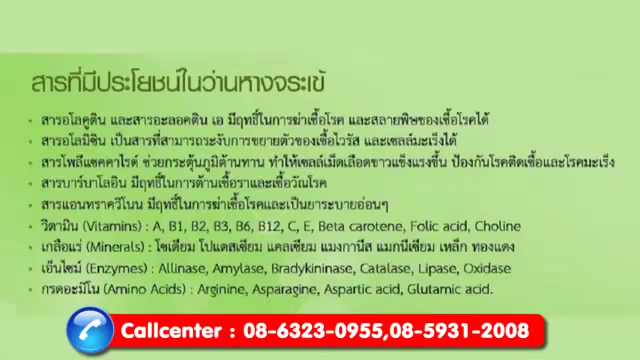 สารที่มีประโยชน์ในว่านหางจระเข้
• สารอโลคูติน และสารอะลอคติน เอ มีฤทธิ์ในการฆ่าเชื้อโรค และสลายพิษของเชื้อโรคได้
• สารอโลมิซิน เป็นสารที่สามารถระงับการขยายตัวของเชื้อไวรัส และเซลล์มะเร็งได้
• สารโพลีแซคคาไรด์ ช่วยกระตุ้นภูมิต้านทาน ทำให้เซลล์เม็ดเลือดขาวแข็งแรงขึ้น ป้องกันโรคติดเชื้อและโรคมะเร็ง
• สารบาร์บาโลอิน มีฤทธิ์ในการต้านเชื้อราและเชื้อวัณโรค
• สารแอนทราควิโนน มีฤทธิ์ในการฆ่าเชื้อโรคและเป็นยาระบายอ่อนๆ
• วิตามิน (Vitamins) : A, B1, B2, B3, B6, B12, C, E, Beta carotene, Folic acid, Choline
• เกลือแร่ (Minerals) : โซเดียม โปแตสเซียม แคลเซียม แมงกานีส แมกนีเซียม เหล็ก ทองแดง
• เอ็นไซม์ (Enzymes) : Allinase, Amylase, Bradykininase, Catalase, Lipase, Oxidase
• กรดอะมิโน (Amino Acids) : Arginine, Asparagine, Aspartic acid, Glutamic acid.
Callcenter : 08-6323-0955,08-5931-2008